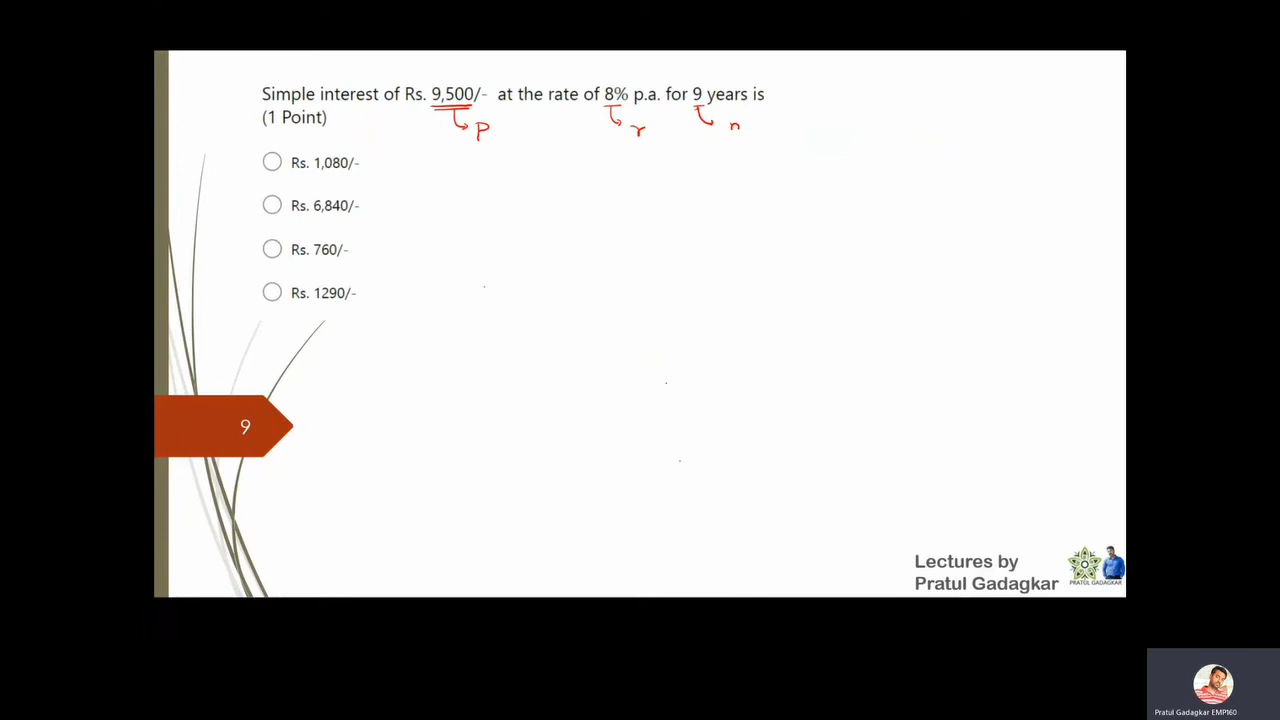 Simple interest of Rs. 9,500/- at the rate of 8% p.a. for 9 years is
(1 Point)
p
r
n
Rs. 1,080/-
Rs. 6,840/-
Rs. 760/-
Rs. 1290/-
9
Lectures by
Pratul Gadagkar
PRATUL GADAGKAR
Pratul Gadagkar EMP160